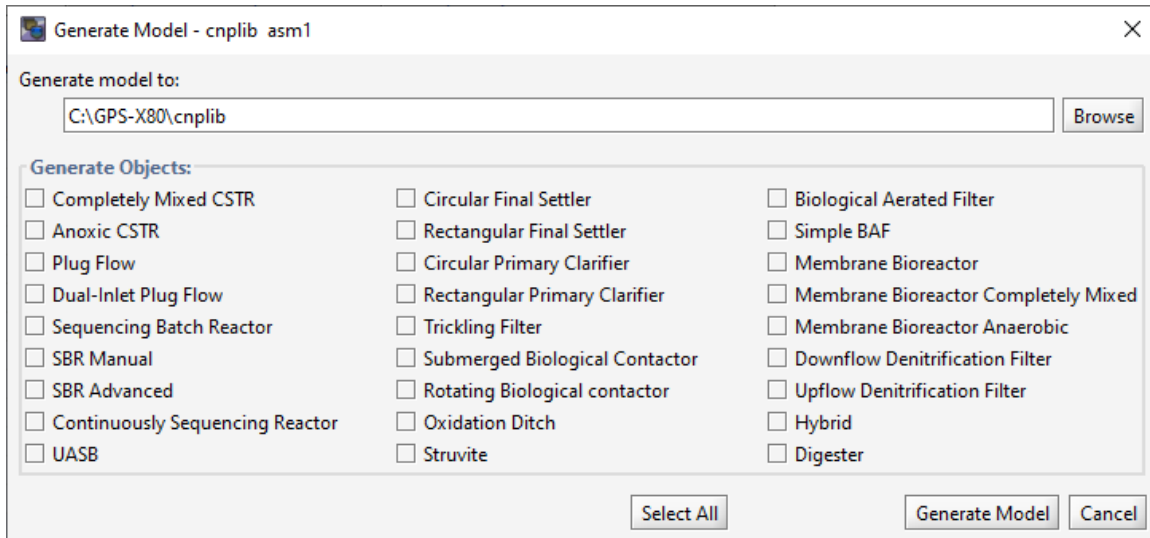 Generate Model - cnplib asm1
Generate model to:
C:\GPS-X80\cnplib
Browse
Generate Objects:
Completely Mixed CSTR
Anoxic CSTR
Plug Flow
Dual-Inlet Plug Flow
Sequencing Batch Reactor
SBR Manual
SBR Advanced
Continuously Sequencing Reactor
UASB
Circular Final Settler
Rectangular Final Settler
Circular Primary Clarifier
Rectangular Primary Clarifier
Trickling Filter
Submerged Biological Contactor
Rotating Biological contactor
Oxidation Ditch
Struvite
Biological Aerated Filter
Simple BAF
Membrane Bioreactor
Membrane Bioreactor Completely Mixed
Membrane Bioreactor Anaerobic
Downflow Denitrification Filter
Upflow Denitrification Filter
Hybrid
Digester
Select All
Generate Model
Cancel